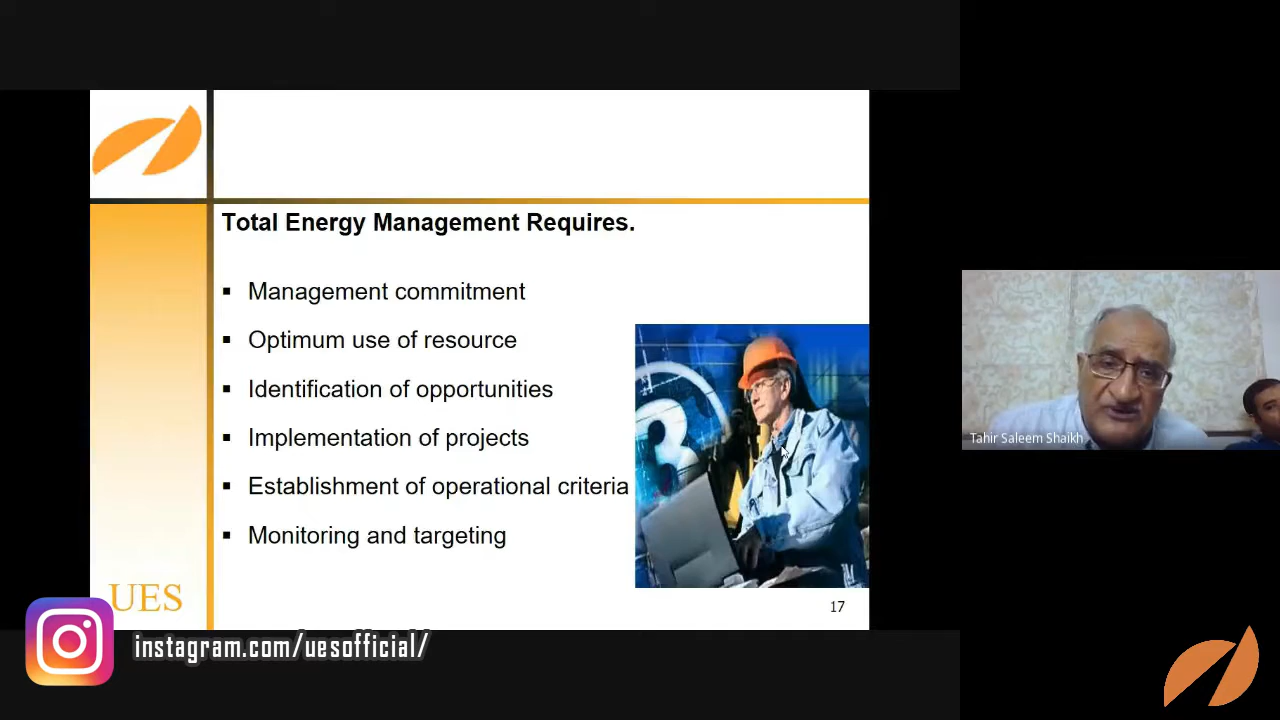 Total Energy Management Requires.
Management commitment
Optimum use of resource
Identification of opportunities
Implementation of projects
Establishment of operational criteria
Monitoring and targeting
3
UES
17
instagram.com/uesofficial/
Tahir Saleem Shaikh